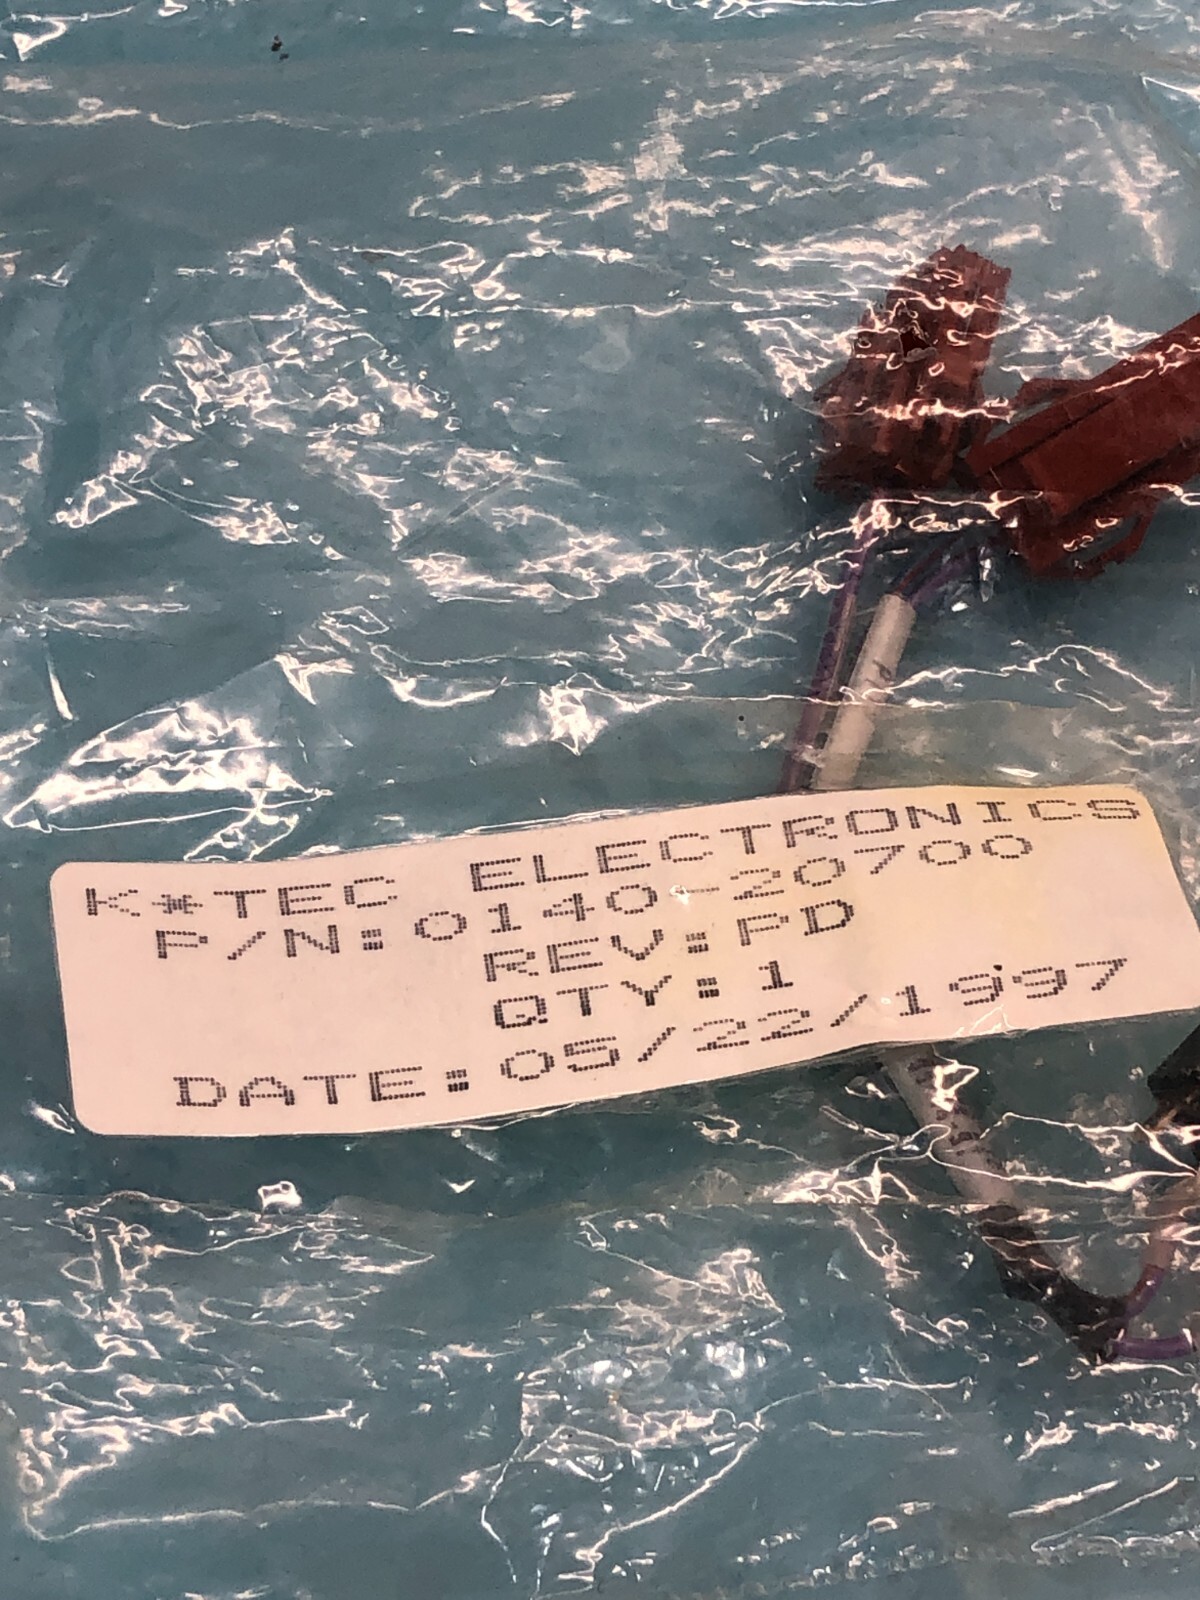 K*TEC ELECTRONICS
P/N:0140-20700
REV:PD
QTY:1
DATE:05/22/1997